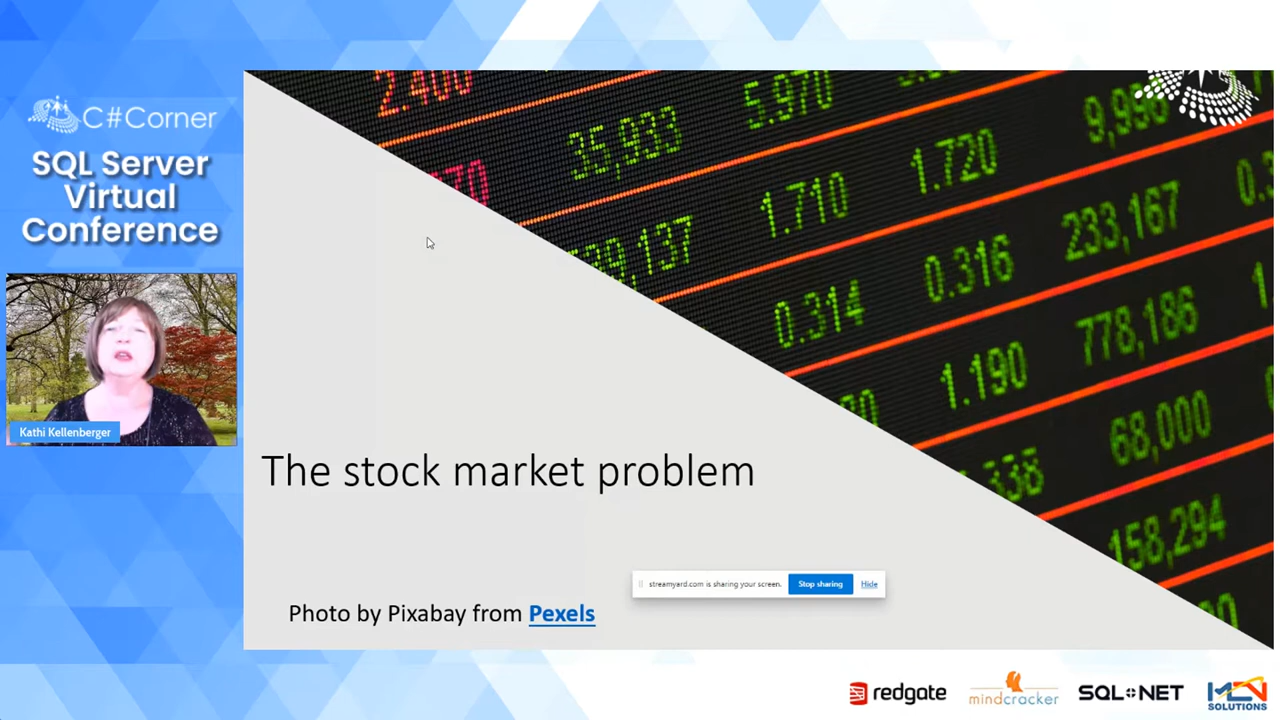 C#Corner
SQL Server
Virtual
Conference
Kathi Kellenberger
2.400
35,933
5.970
9,990
1.710
1.720
0.314
0.316
233,167
1.190
778,186
68,000
158,294
The stock market problem
streamyard.com is sharing your screen.
Stop sharing
Hide
Photo by Pixabay from Pexels
redgate
mindcracker
SQL+NET
MCN
SOLUTIONS